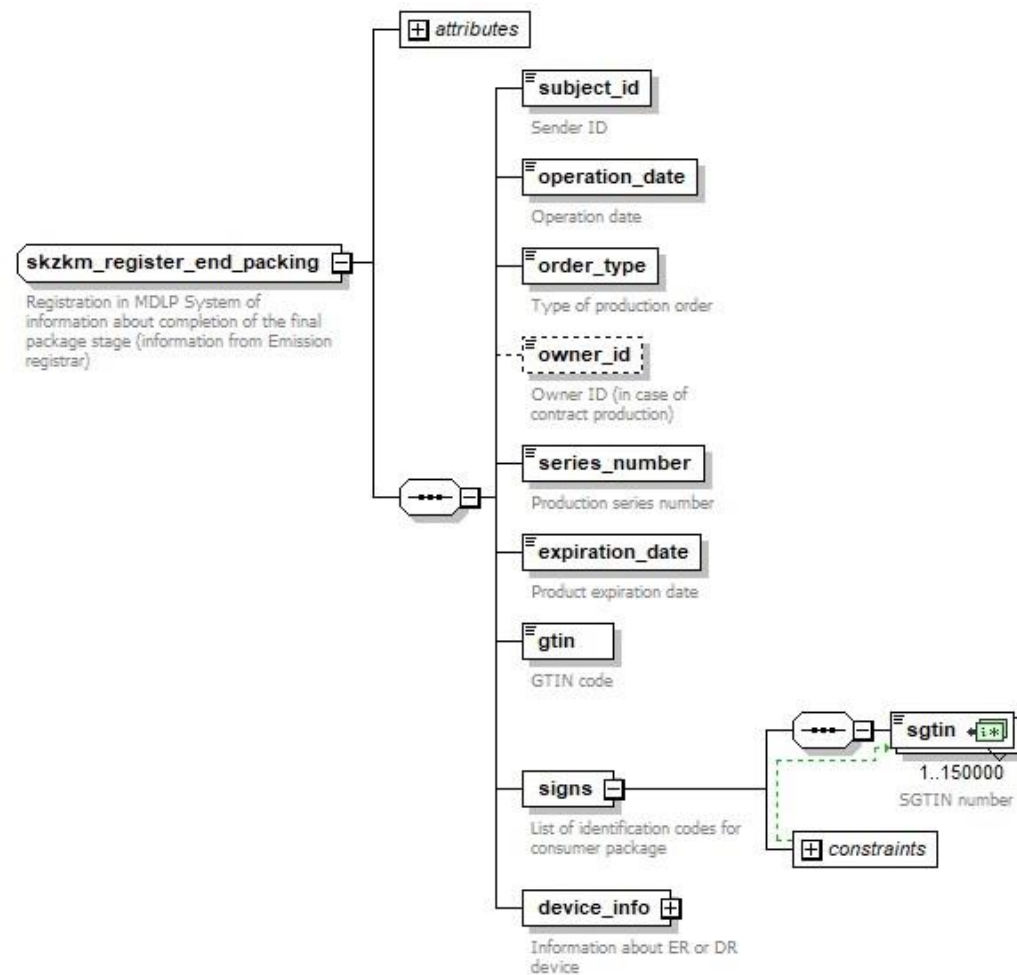 attributes
subject_id
Sender ID
operation_date
Operation date
order_type
Type of production order
skzkm_register_end_packing
Registration in MDLP System of
information about completion of the final
package stage (information from Emission
registrar)
owner_id
Owner ID (in case of
contract production)
series_number
Production series number
expiration_date
Product expiration date
gtin
GTIN code
sgtin
1..150000
SGTIN number
signs
List of identification codes for
consumer package
constraints
device_info
Information about ER or DR
device